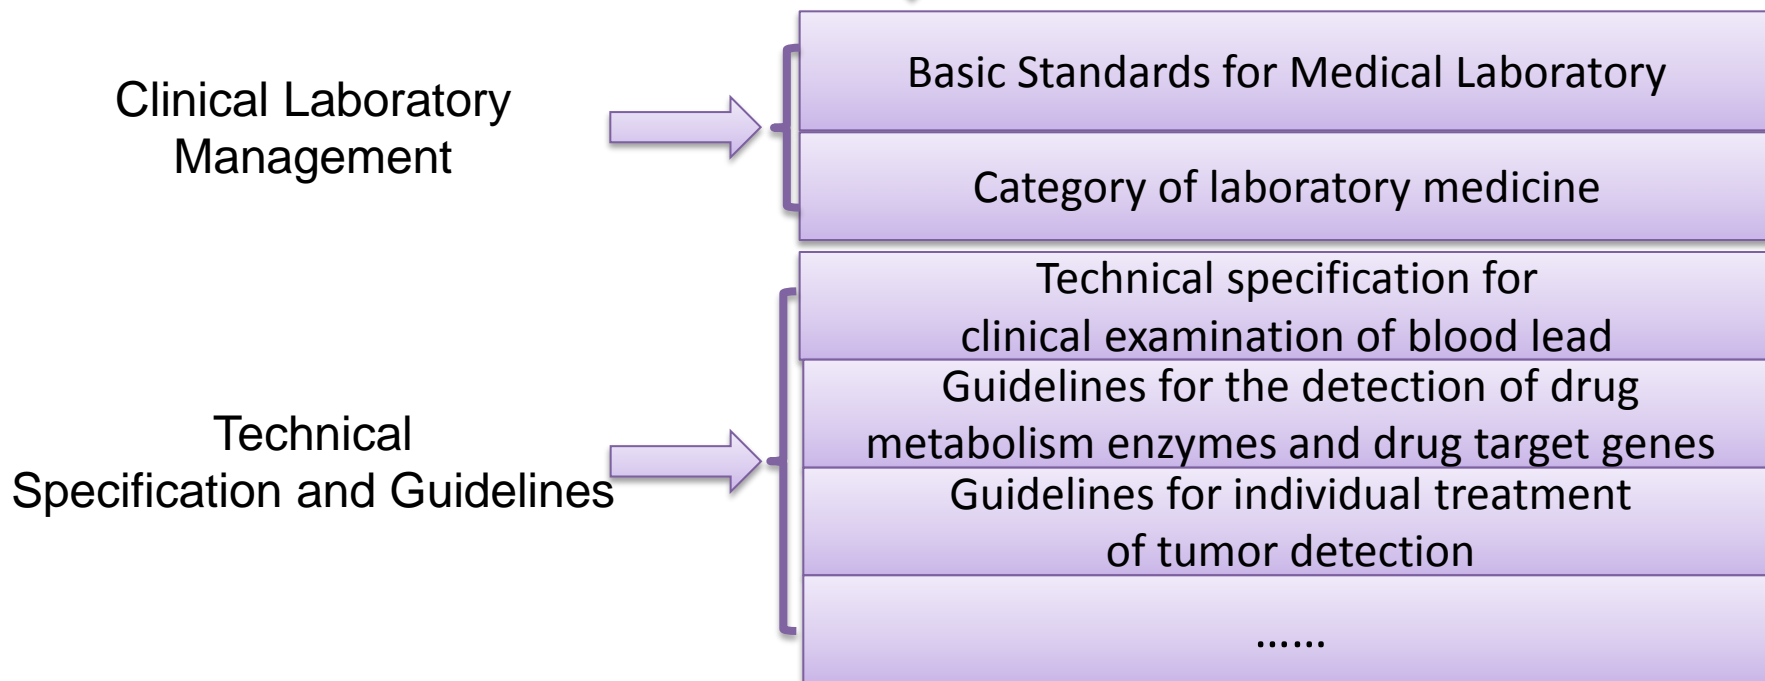 Clinical Laboratory
Management
Basic Standards for Medical Laboratory
Category of laboratory medicine
Technical
Specification and Guidelines
Technical specification for
clinical examination of blood lead
Guidelines for the detection of drug
metabolism enzymes and drug target genes
Guidelines for individual treatment
of tumor detection
......